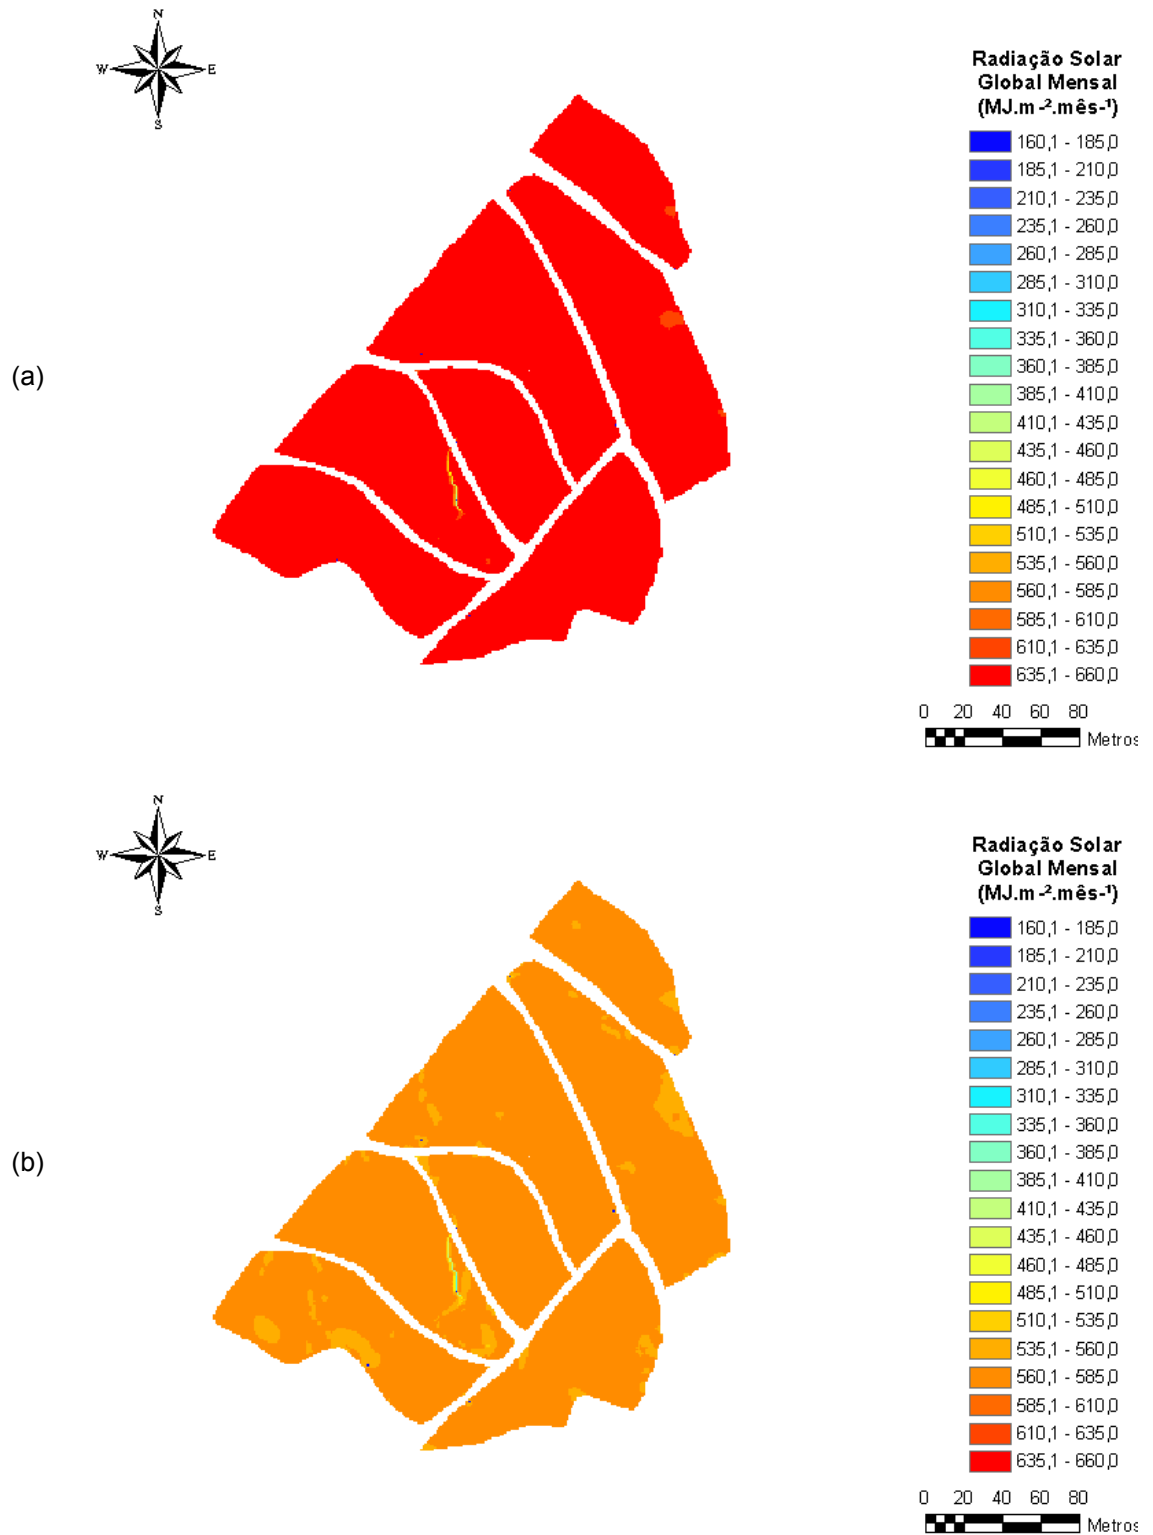 N
W E
S
Radiação Solar
Global Mensal
(MJ.m-².mês-¹)
160,1 - 185,0
185,1 - 210,0
210,1 - 235,0
235,1 - 260,0
260,1 - 285,0
285,1 - 310,0
310,1 - 335,0
335,1 - 360,0
360,1 - 385,0
385,1 - 410,0
410,1 - 435,0
435,1 - 460,0
460,1 - 485,0
485,1 - 510,0
510,1 - 535,0
535,1 - 560,0
560,1 - 585,0
585,1 - 610,0
610,1 - 635,0
635,1 - 660,0
0 20 40 60 80
Metros
(a)
N
W E
S
Radiação Solar
Global Mensal
(MJ.m-².mês-¹)
160,1 - 185,0
185,1 - 210,0
210,1 - 235,0
235,1 - 260,0
260,1 - 285,0
285,1 - 310,0
310,1 - 335,0
335,1 - 360,0
360,1 - 385,0
385,1 - 410,0
410,1 - 435,0
435,1 - 460,0
460,1 - 485,0
485,1 - 510,0
510,1 - 535,0
535,1 - 560,0
560,1 - 585,0
585,1 - 610,0
610,1 - 635,0
635,1 - 660,0
0 20 40 60 80
Metros
(b)